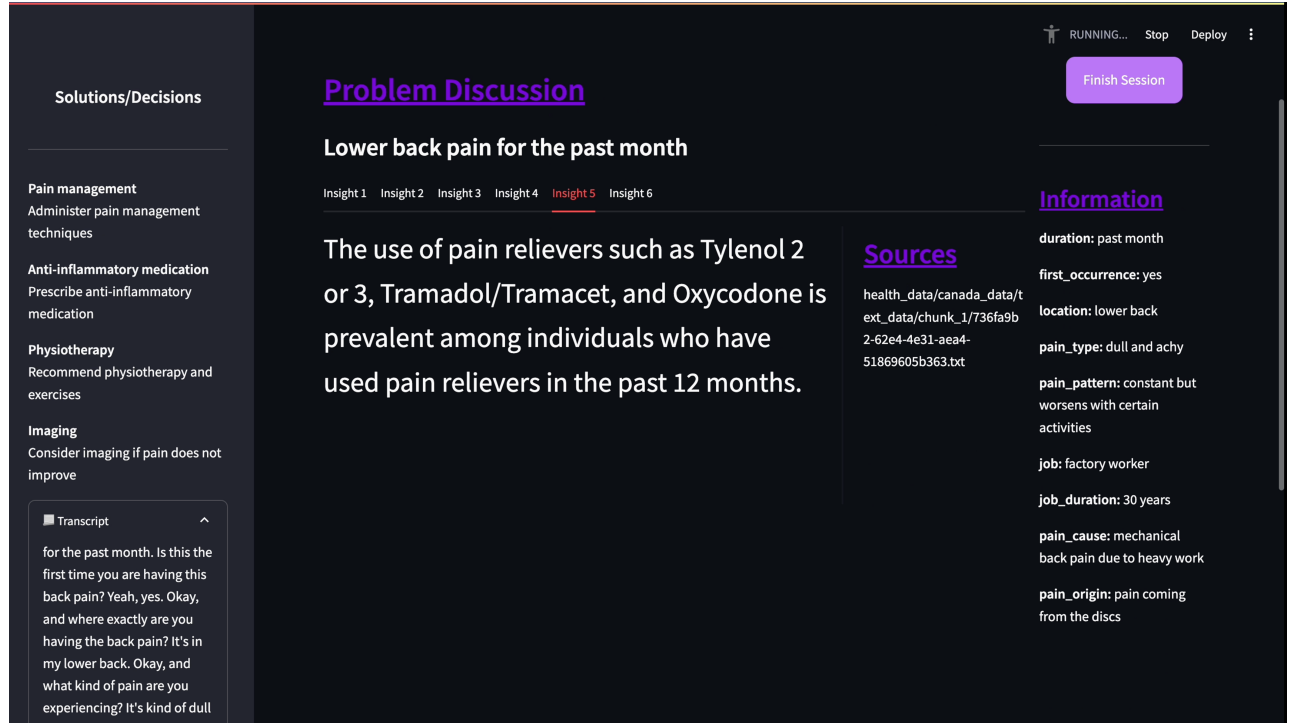 RUNNING...
Stop
Deploy
Finish Session
Solutions/Decisions
Pain management
Administer pain management
techniques
Anti-inflammatory medication
Prescribe anti-inflammatory
medication
Physiotherapy
Recommend physiotherapy and
exercises
Imaging
Consider imaging if pain does not
improve
Transcript
for the past month. Is this the
first time you are having this
back pain? Yeah, yes. Okay,
and where exactly are you
having the back pain? It's in
my lower back. Okay, and
what kind of pain are you
experiencing? It's kind of dull
Problem Discussion
Lower back pain for the past month
Insight 1 Insight 2 Insight 3 Insight 4 Insight 5 Insight 6
The use of pain relievers such as Tylenol 2
or 3, Tramadol/Tramacet, and Oxycodone is
prevalent among individuals who have
used pain relievers in the past 12 months.
Sources
health_data/canada_data/t
ext_data/chunk_1/736fa9b
2-62e4-4e31-aea4-
51869605b363.txt
Information
duration: past month
first_occurrence: yes
location: lower back
pain_type: dull and achy
pain_pattern: constant but
worsens with certain
activities
job: factory worker
job_duration: 30 years
pain_cause: mechanical
back pain due to heavy work
pain_origin: pain coming
from the discs